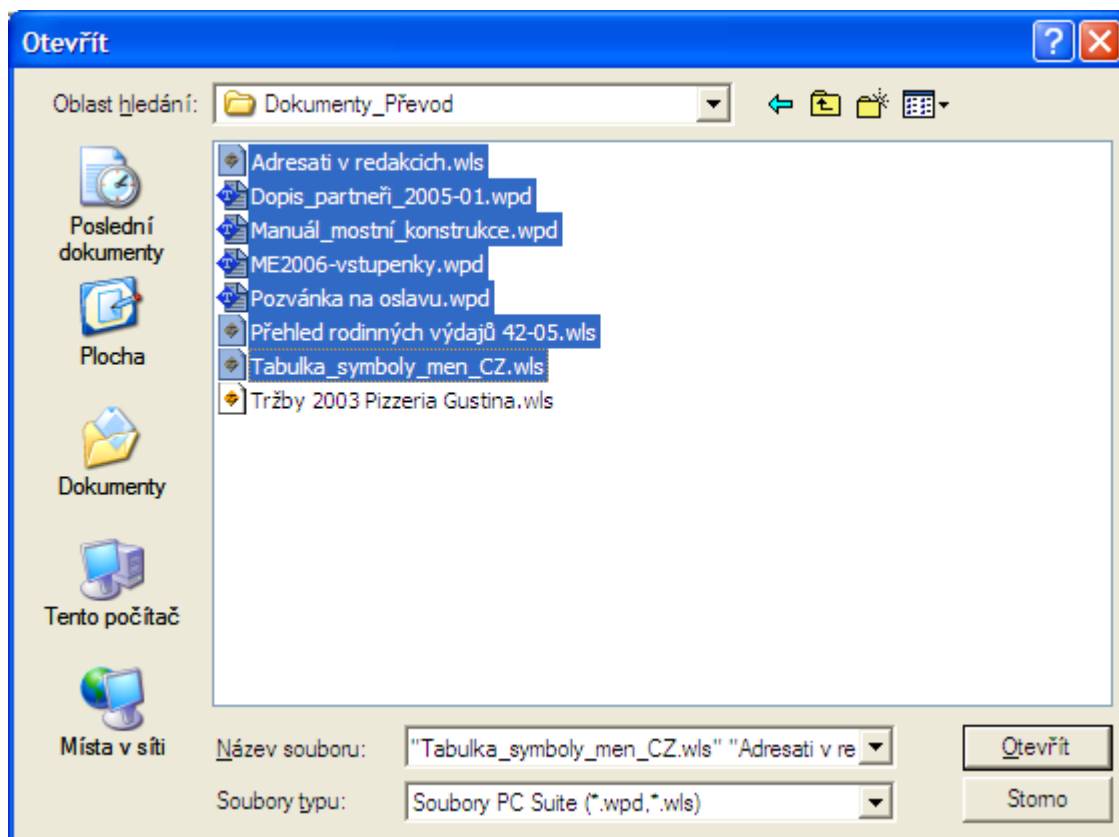 Otevřít
Oblast hledání:
Dokumenty_Převod
Poslední
dokumenty
Plocha
Dokumenty
Tento počítač
Místa v síti
Adresati v redakcich.wls
Dopis_partneři_2005-01.wpd
Manuál_mostní_konstrukce.wpd
ME2006-vstupenky.wpd
Pozvánka na oslavu.wpd
Přehled rodinných výdajů 42-05.wls
Tabulka_symboly_men_CZ.wls
Tržby 2003 Pizzeria Gustina.wls
Název souboru:
"Tabulka_symboly_men_CZ.wls" "Adresati v re
Otevřít
Soubory typu:
Soubory PC Suite (*.wpd,*.wls)
Storno